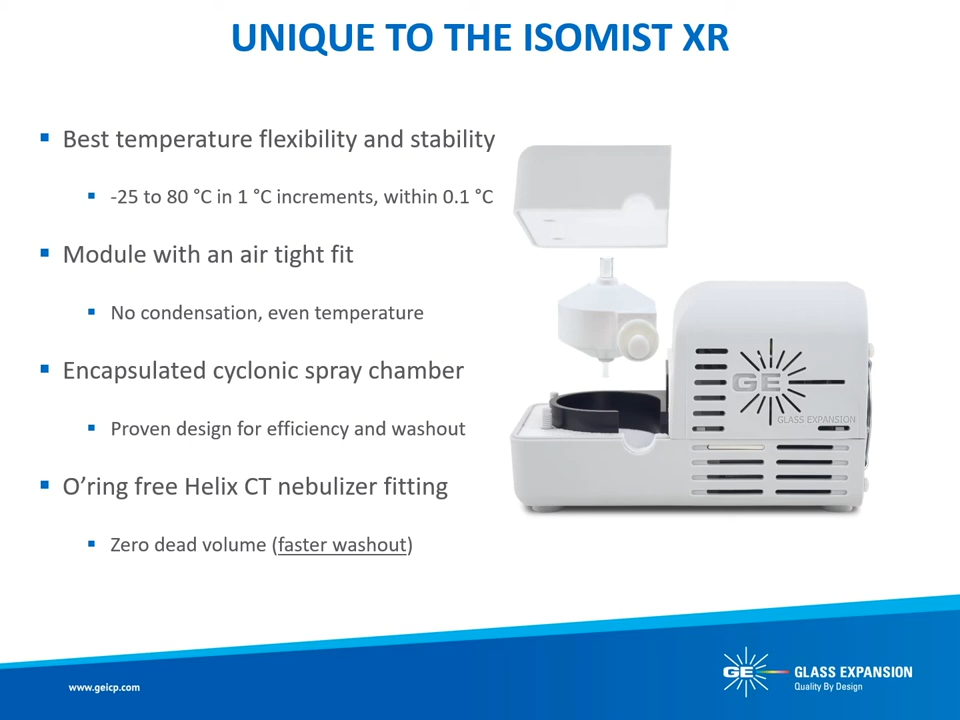 UNIQUE TO THE ISOMIST XR
▪ Best temperature flexibility and stability
▪ -25 to 80 °C in 1 °C increments, within 0.1 °C
▪ Module with an air tight fit
▪ No condensation, even temperature
▪ Encapsulated cyclonic spray chamber
▪ Proven design for efficiency and washout
▪ O’ring free Helix CT nebulizer fitting
▪ Zero dead volume (faster washout)
GE
GLASS EXPANSION
www.geicp.com
GE
GLASS EXPANSION
Quality By Design